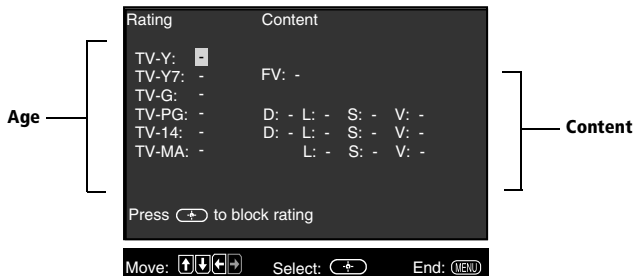 Rating Content
TV-Y: -
TV-Y7: - FV: -
TV-G: -
TV-PG: - D: - L: - S: - V: -
TV-14: - D: - L: - S: - V: -
TV-MA: - L: - S: - V: -
Age
Content
Press to block rating
Move: Select: End: MENU